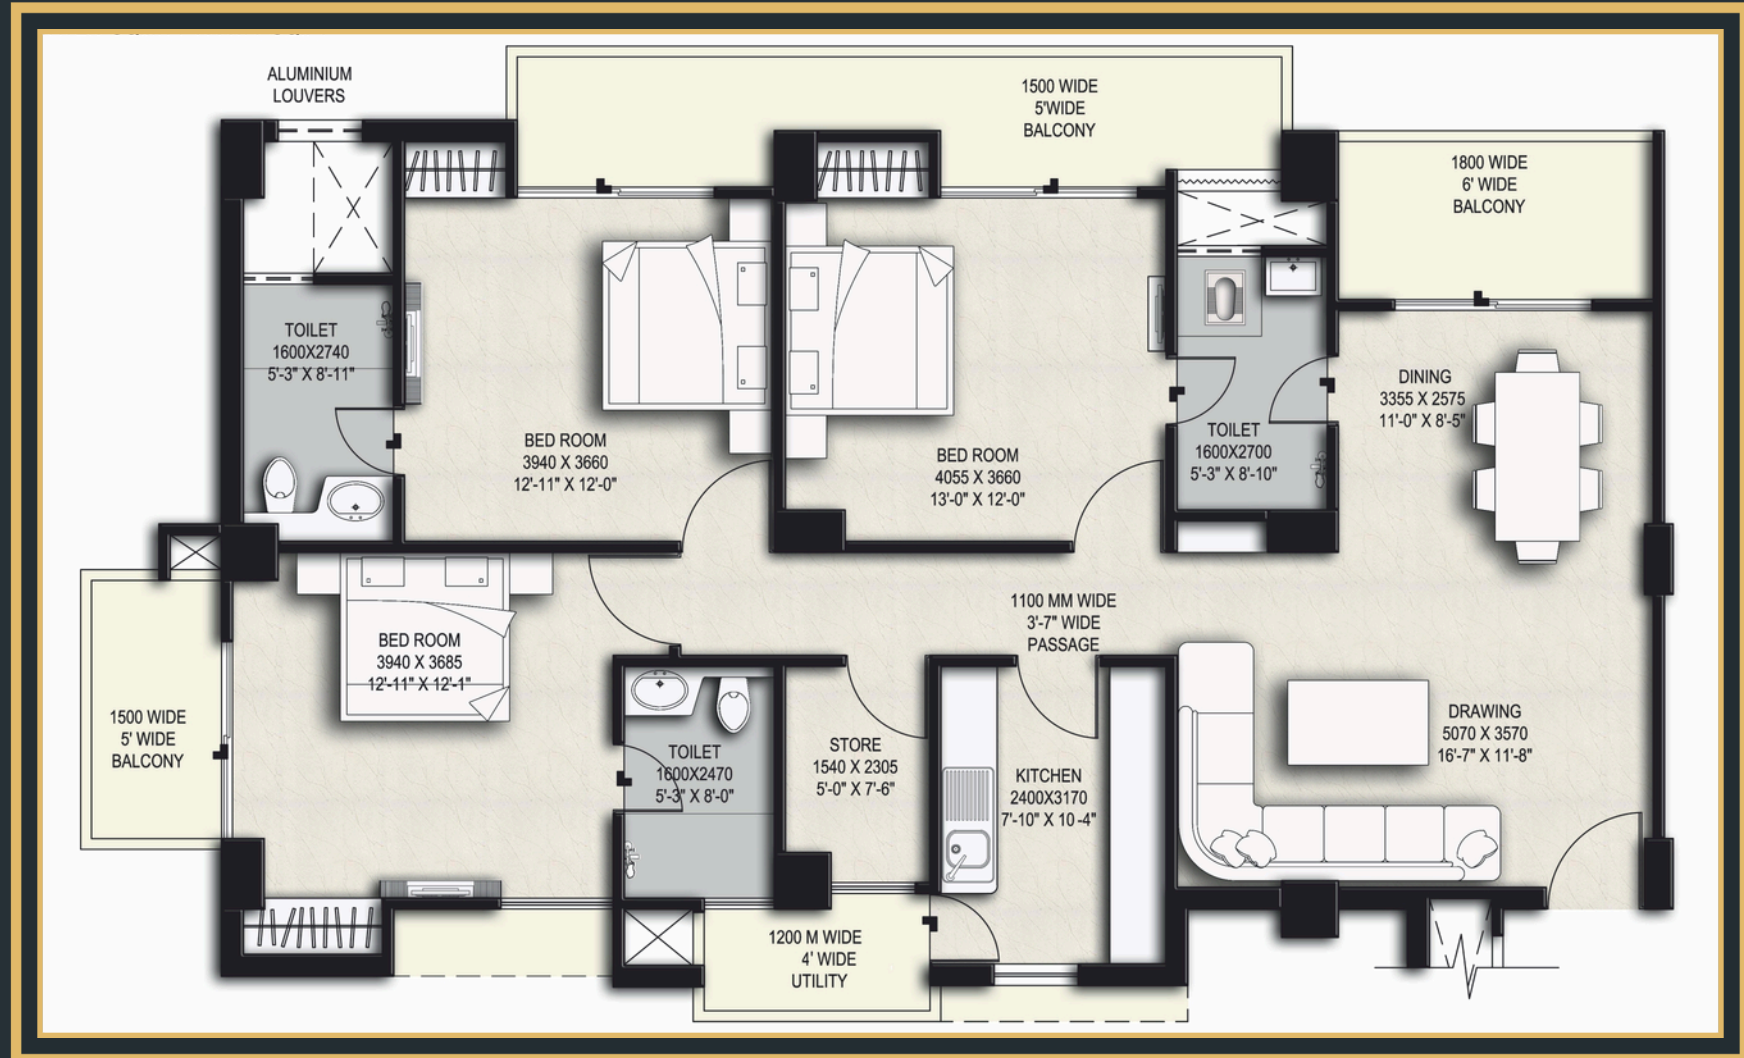 ALUMINIUM
LOUVERS
1500 WIDE
5'WIDE
BALCONY
1800 WIDE
6' WIDE
BALCONY
TOILET
1600X2740
5'-3" X 8'-11"
BED ROOM
3940 X 3660
12'-11" X 12'-0"
BED ROOM
4055 X 3660
13'-0" X 12'-0"
TOILET
1600X2700
5'-3" X 8'-10"
DINING
3355 X 2575
11'-0" X 8'-5"
1100 MM WIDE
3'-7" WIDE
PASSAGE
BED ROOM
3940 X 3685
12'-11" X 12'-1"
1500 WIDE
5' WIDE
BALCONY
TOILET
1600X2470
5'-3" X 8'-0"
STORE
1540 X 2305
5'-0" X 7'-6"
KITCHEN
2400X3170
7'-10" X 10 -4"
DRAWING
5070 X 3570
16'-7" X 11'-8"
1200 M WIDE
4' WIDE
UTILITY